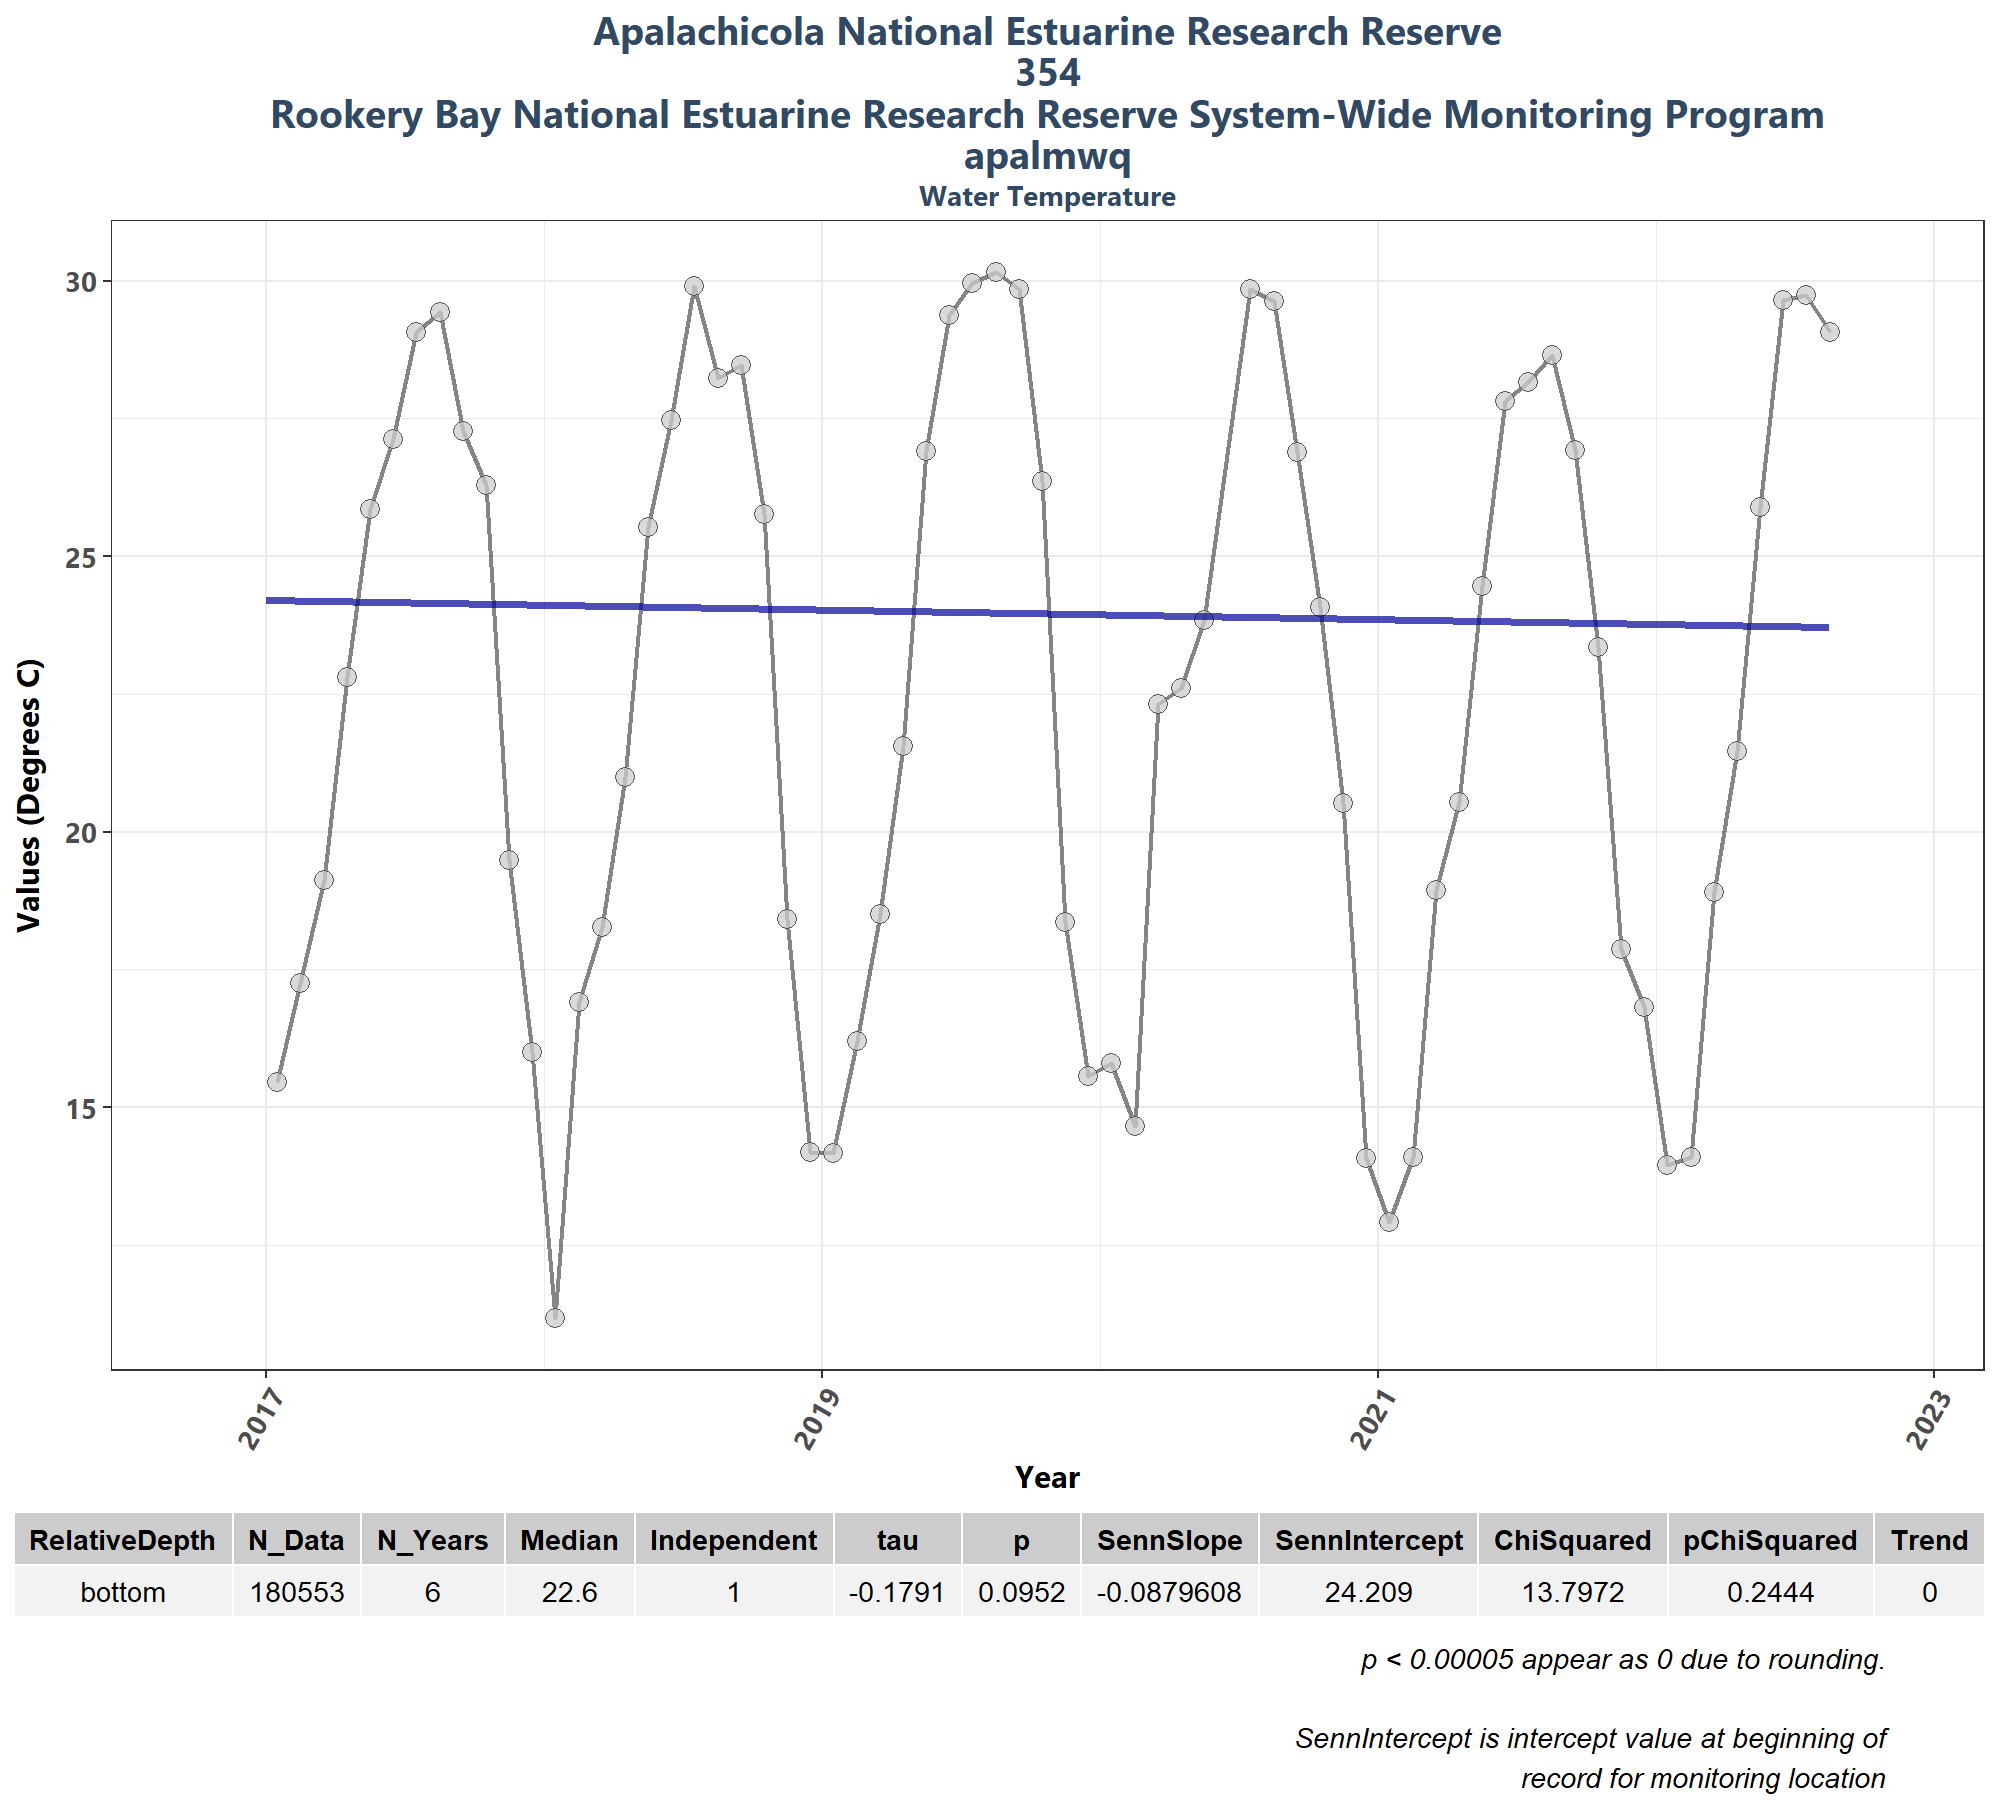 Apalachicola National Estuarine Research Reserve
354
Rookery Bay National Estuarine Research Reserve System-Wide Monitoring Program
apalmwq
Water Temperature
30
25
20
15
Values (Degrees C)
2017 2019 2021 2023
Year
RelativeDepth N_Data N_Years Median Independent tau p SennSlope SennIntercept ChiSquared pChiSquared Trend
bottom 180553 6 22.6 1 -0.1791 0.0952 -0.0879608 24.209 13.7972 0.2444 0
p < 0.00005 appear as 0 due to rounding.
SennIntercept is intercept value at beginning of
record for monitoring location